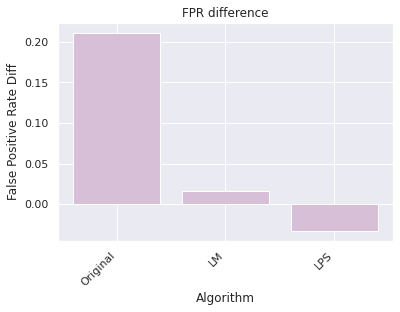 FPR difference
False Positive Rate Diff
0.20
0.15
0.10
0.05
0.00
Original
LM
LPS
Algorithm